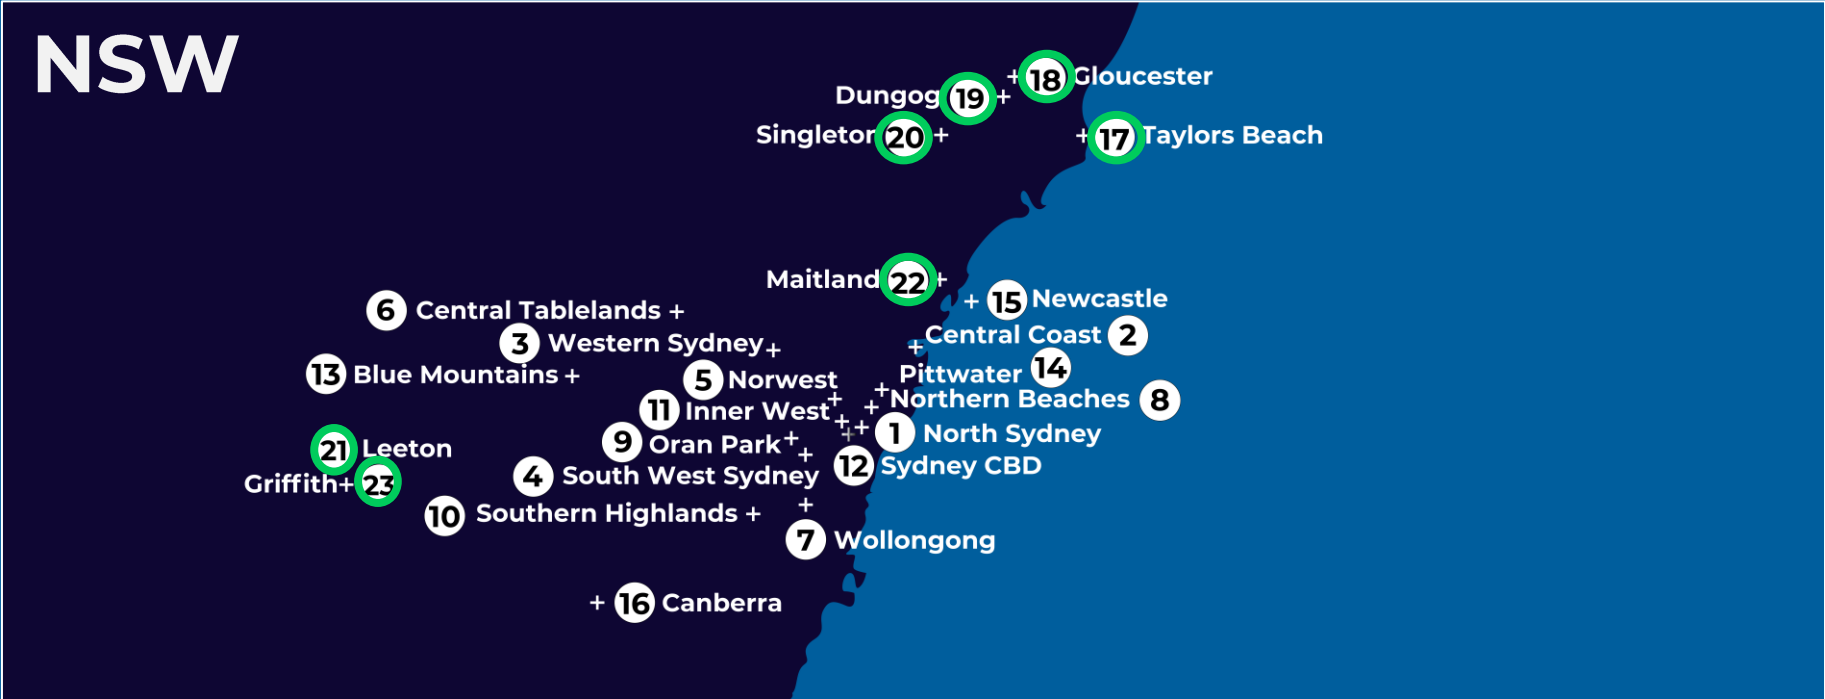 NSW
18 Gloucester
Dungog 19
Singleton 20
17 Taylors Beach
Maitland 22
15 Newcastle
6 Central Tablelands
Central Coast 2
3 Western Sydney
Pittwater 14
13 Blue Mountains
5 Norwest
Northern Beaches 8
11 Inner West
1 North Sydney
9 Oran Park
21 Leeton
12 Sydney CBD
4 South West Sydney
Griffith 23
10 Southern Highlands
7 Wollongong
16 Canberra